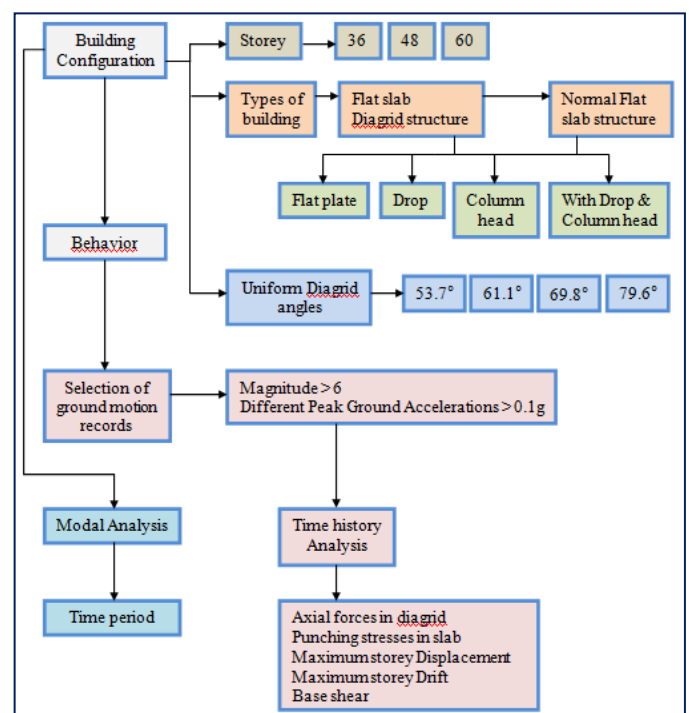 Building
Configuration
Storey
36
48
60
Types of
building
Flat slab
Diagrid structure
Normal Flat
slab structure
Flat plate
Drop
Column
head
With Drop &
Column head
Behavior
Uniform Diagrid
angles
53.7°
61.1°
69.8°
79.6°
Selection of
ground motion
records
Magnitude > 6
Different Peak Ground Accelerations > 0.1g
Modal Analysis
Time history
Analysis
Time period
Axial forces in diagrid
Punching stresses in slab
Maximum storey Displacement
Maximum storey Drift
Base shear